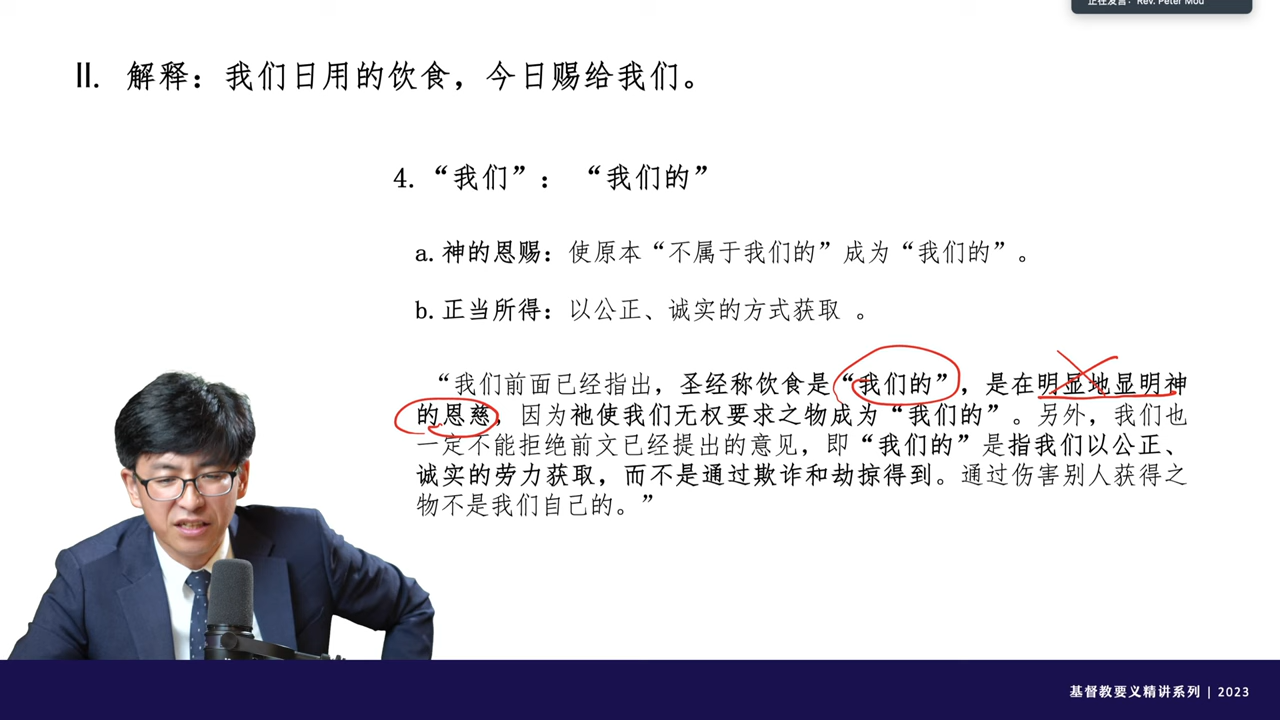 正在发言：Rev. Peter Mou
II. 解释：我们日用的饮食，今日赐给我们。
4. “我们”： “我们的”
a. 神的恩赐：使原本“不属于我们的”成为“我们的”。
b. 正当所得：以公正、诚实的方式获取 。
“我们前面已经指出，圣经称饮食是“我们的”，是在明显地显明神
的恩慈，因为祂使我们无权要求之物成为“我们的”。另外，我们也
一定不能拒绝前文已经提出的意见，即“我们的”是指我们以公正、
诚实的劳力获取，而不是通过欺诈和劫掠得到。通过伤害别人获得之
物不是我们自己的。”
基督教要义精讲系列 | 2023